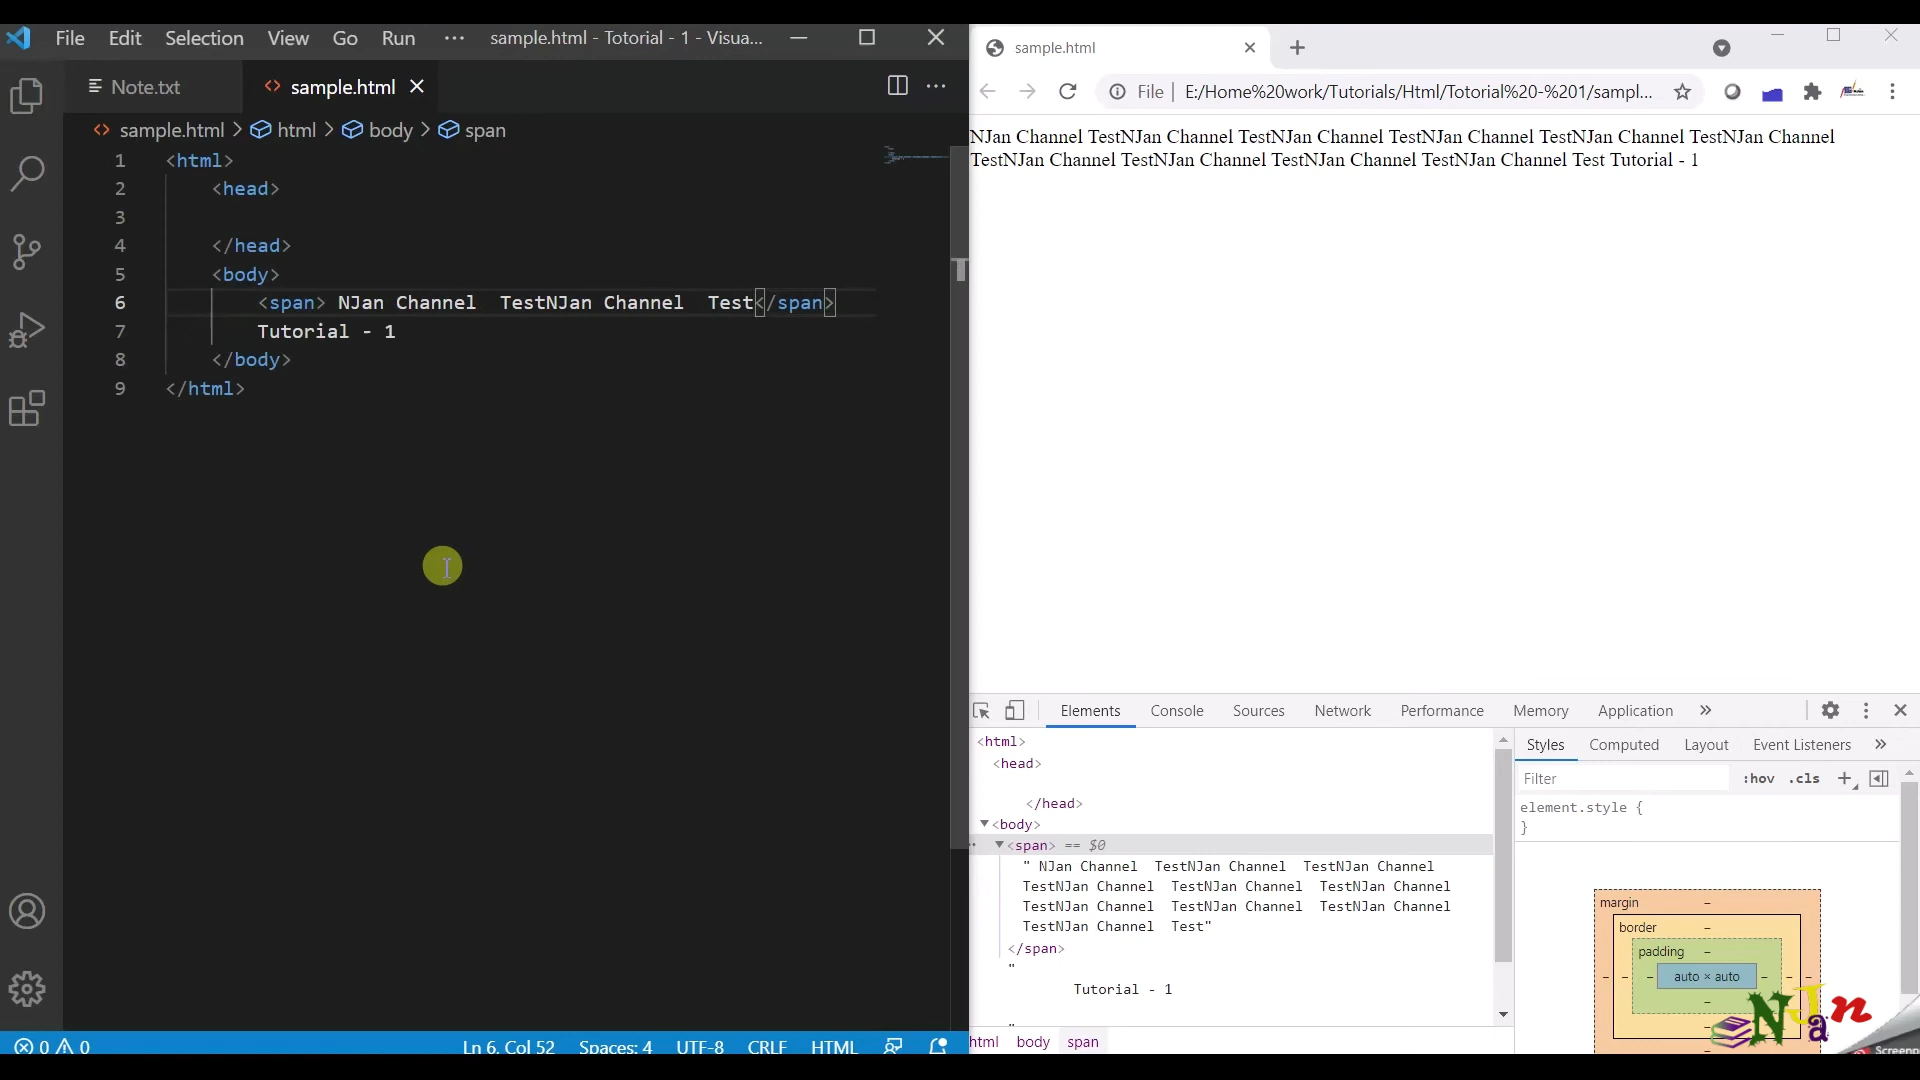 File Edit Selection View Go Run ··· sample.html - Totorial - 1 - Visua...
Note.txt sample.html
sample.html > html > body > span
1 <html>
2 <head>
3
4 </head>
5 <body>
6 <span> NJan Channel  TestNJan Channel  Test</span>
7 Tutorial - 1
8 </body>
9 </html>
0 0 Ln 6, Col 52 Spaces: 4 UTF-8 CRLF HTML
sample.html
File | E:/Home%20work/Tutorials/Html/Totorial%20-%201/sampl...
NJan Channel TestNJan Channel TestNJan Channel TestNJan Channel TestNJan Channel TestNJan Channel
TestNJan Channel TestNJan Channel TestNJan Channel TestNJan Channel Test Tutorial - 1
Elements Console Sources Network Performance Memory Application »
<html>
<head>
</head>
<body>
<span> == $0
" NJan Channel  TestNJan Channel  TestNJan Channel
TestNJan Channel  TestNJan Channel  TestNJan Channel
TestNJan Channel  TestNJan Channel  TestNJan Channel
TestNJan Channel  Test"
</span>
"
Tutorial - 1
"
html body span
Styles Computed Layout Event Listeners »
Filter :hov .cls +
element.style {
}
margin –
border –
padding –
– – – auto × auto – – –
–
–
–
NJan